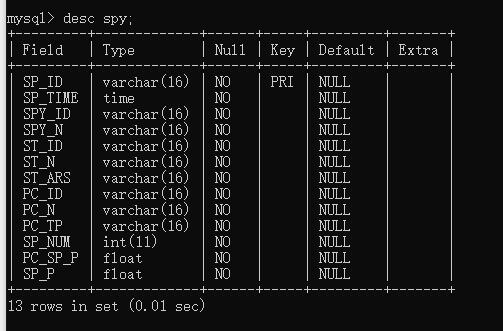 mysql> desc spy;
+----------+-------------+------+-----+---------+-------+
| Field | Type | Null | Key | Default | Extra |
+----------+-------------+------+-----+---------+-------+
| SP_ID | varchar(16) | NO | PRI | NULL | |
| SP_TIME | time | NO | | NULL | |
| SPY_ID | varchar(16) | NO | | NULL | |
| SPY_N | varchar(16) | NO | | NULL | |
| ST_ID | varchar(16) | NO | | NULL | |
| ST_N | varchar(16) | NO | | NULL | |
| ST_ARS | varchar(16) | NO | | NULL | |
| PC_ID | varchar(16) | NO | | NULL | |
| PC_N | varchar(16) | NO | | NULL | |
| PC_TP | varchar(16) | NO | | NULL | |
| SP_NUM | int(11) | NO | | NULL | |
| PC_SP_P | float | NO | | NULL | |
| SP_P | float | NO | | NULL | |
+----------+-------------+------+-----+---------+-------+
13 rows in set (0.01 sec)